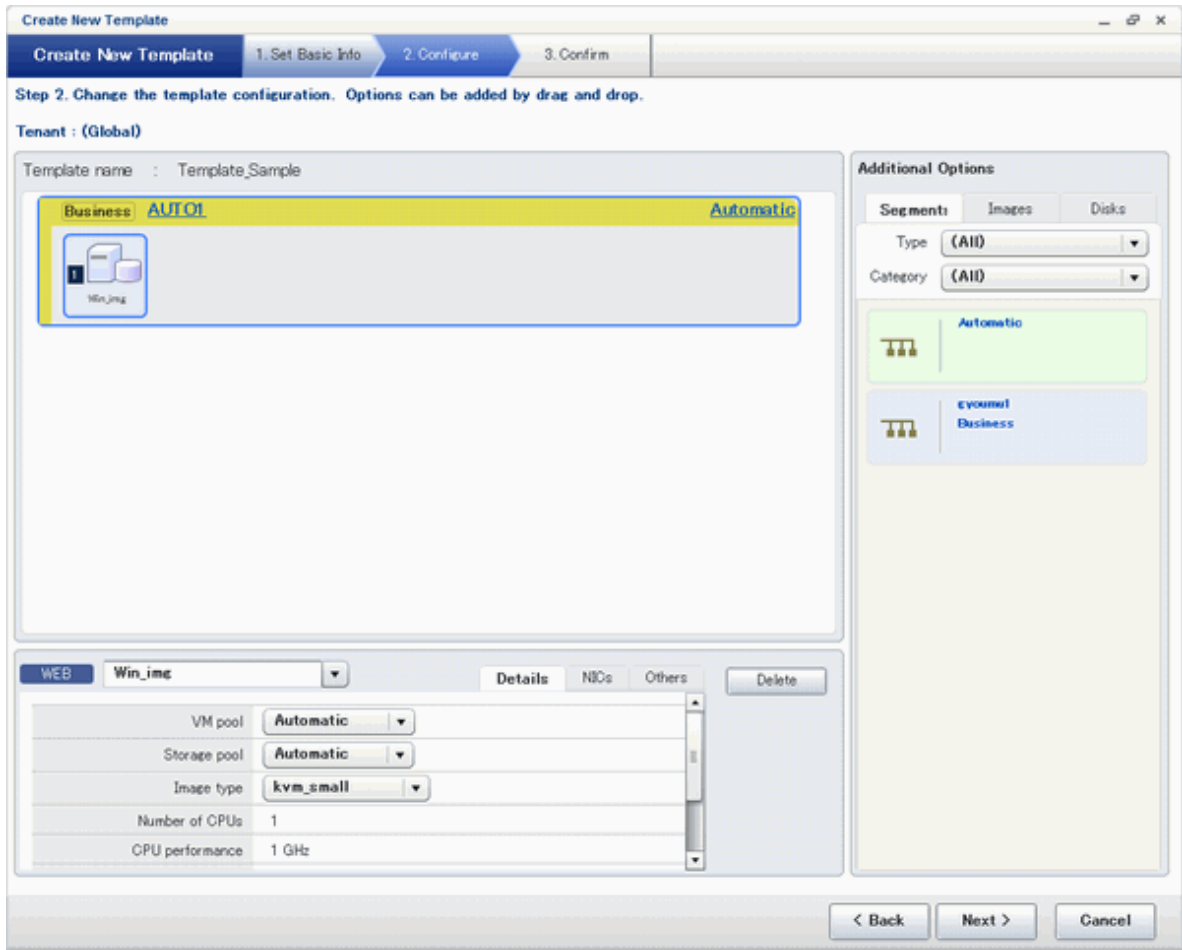 Create New Template
Create New Template
1. Set Basic Info
2. Configure
3. Confirm
Step 2. Change the template configuration. Options can be added by drag and drop.
Tenant : (Global)
Template name : Template_Sample
Business AUTO1 Automatic
1
Win_img
Additional Options
Segments Images Disks
Type (All)
Category (All)
Automatic
gyoumu1
Business
WEB Win_img Details NICs Others Delete
VM pool Automatic
Storage pool Automatic
Image type kvm_small
Number of CPUs 1
CPU performance 1 GHz
< Back Next > Cancel